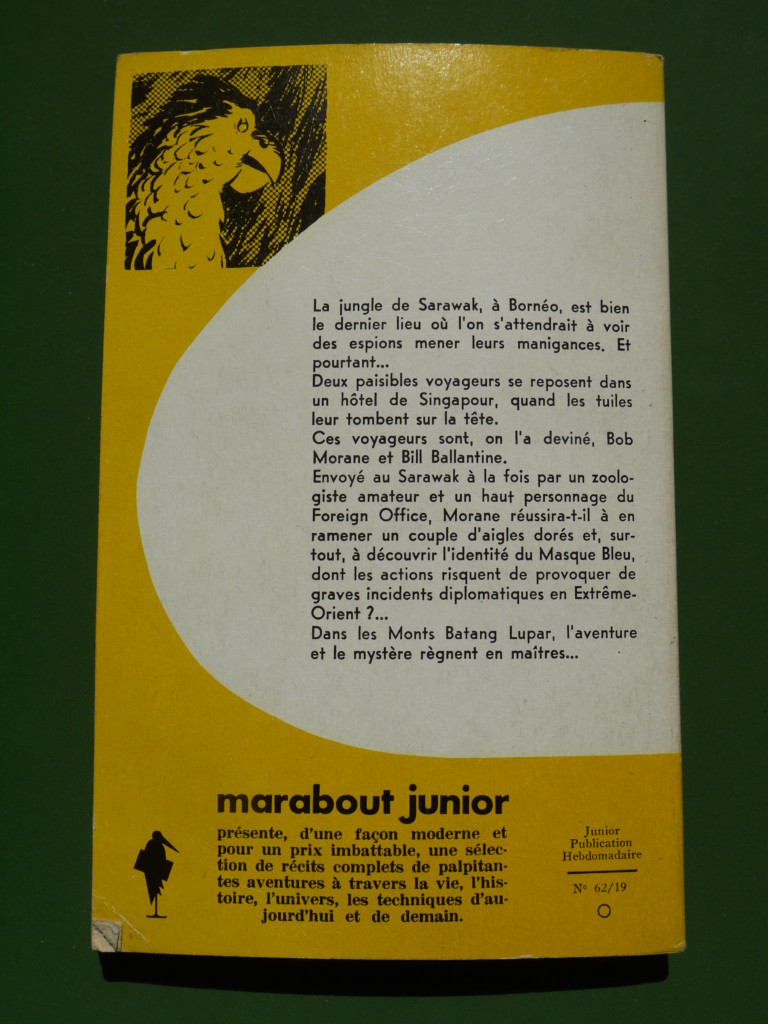 La jungle de Sarawak, à Bornéo, est bien
le dernier lieu où l'on s'attendrait à voir
des espions mener leurs manigances. Et
pourtant...
Deux paisibles voyageurs se reposent dans
un hôtel de Singapour, quand les tuiles
leur tombent sur la tête.
Ces voyageurs sont, on l'a deviné, Bob
Morane et Bill Ballantine.
Envoyé au Sarawak à la fois par un zoolo-
giste amateur et un haut personnage du
Foreign Office, Morane réussira-t-il à en
ramener un couple d'aigles dorés et, sur-
tout, à découvrir l'identité du Masque Bleu,
dont les actions risquent de provoquer de
graves incidents diplomatiques en Extrême-
Orient ?...
Dans les Monts Batang Lupar, l'aventure
et le mystère règnent en maîtres...
marabout junior
présente, d'une façon moderne et
pour un prix imbattable, une sélec-
tion de récits complets de palpitan-
tes aventures à travers la vie, l'his-
toire, l'univers, les techniques d'au-
jourd'hui et de demain.
Junior
Publication
Hebdomadaire
N° 62/19